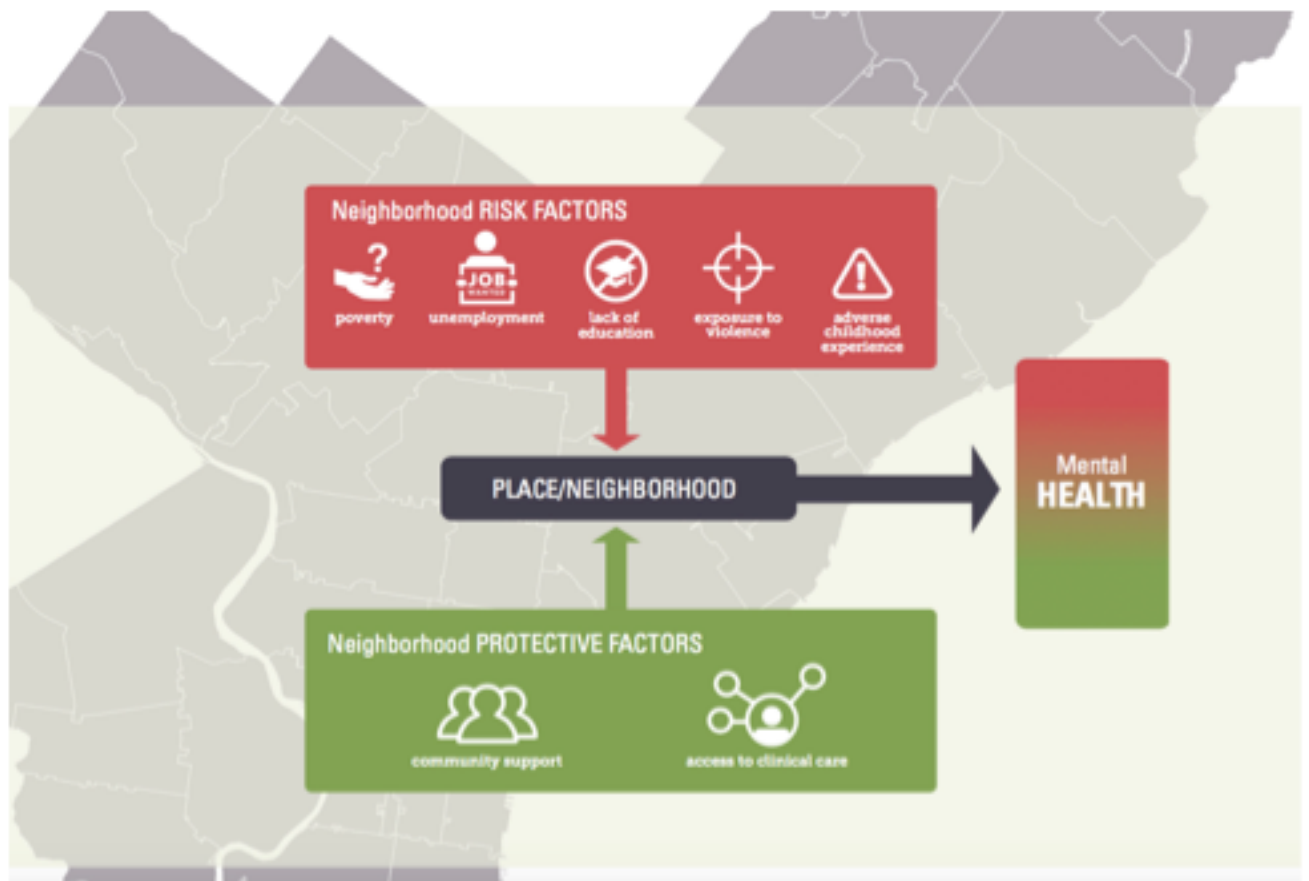 Neighborhood RISK FACTORS
?
JOB
WANTED
!
poverty
unemployment
lack of
education
exposure to
violence
adverse
childhood
experience
PLACE/NEIGHBORHOOD
Mental
HEALTH
Neighborhood PROTECTIVE FACTORS
community support
access to clinical care